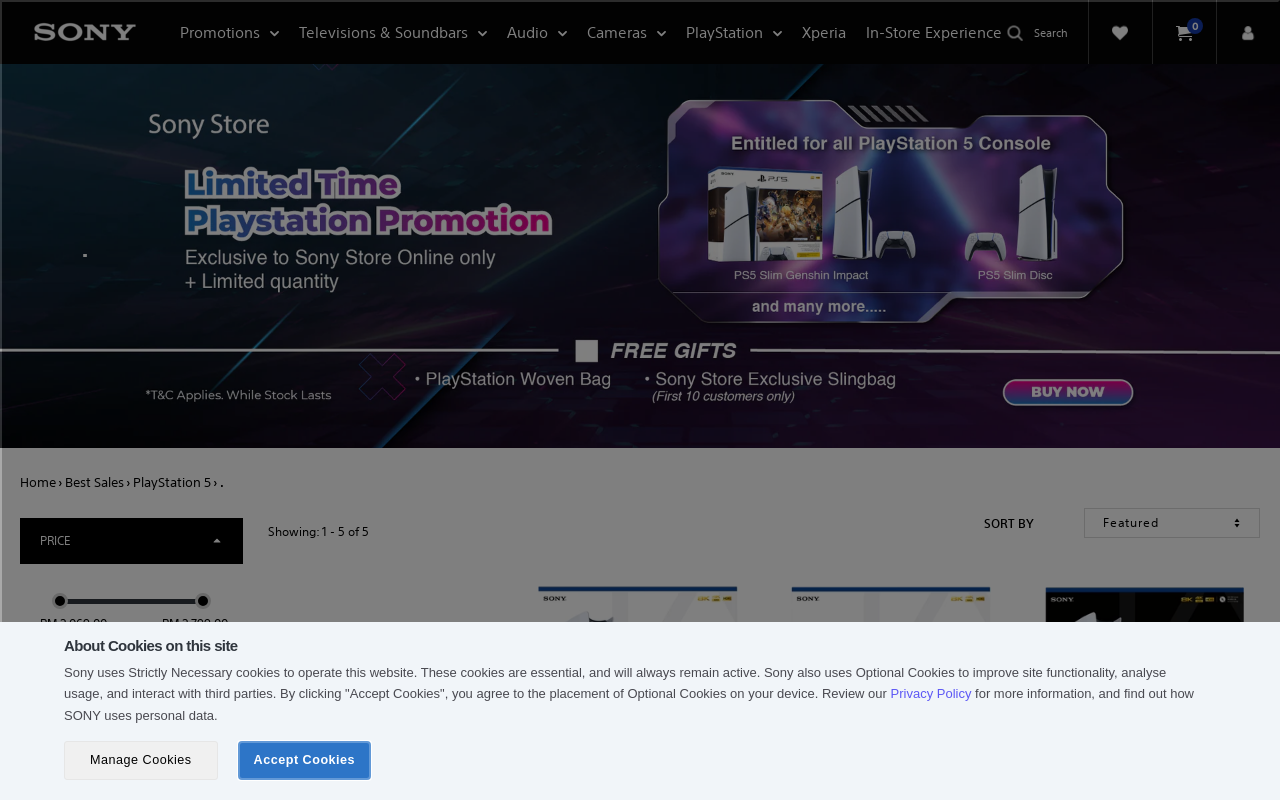 SONY
Promotions
Televisions & Soundbars
Audio
Cameras
PlayStation
Xperia
In-Store Experience
Search
0
Sony Store
Limited Time
Playstation Promotion
Exclusive to Sony Store Online only
+ Limited quantity
Entitled for all PlayStation 5 Console
PS5 Slim Genshin Impact
PS5 Slim Disc
and many more.....
FREE GIFTS
• PlayStation Woven Bag
• Sony Store Exclusive Slingbag
(First 10 customers only)
*T&C Applies. While Stock Lasts
BUY NOW
Home › Best Sales › PlayStation 5 › .
PRICE
Showing: 1 - 5 of 5
SORT BY
Featured
SONY
SONY
SONY
About Cookies on this site
Sony uses Strictly Necessary cookies to operate this website. These cookies are essential, and will always remain active. Sony also uses Optional Cookies to improve site functionality, analyse
usage, and interact with third parties. By clicking "Accept Cookies", you agree to the placement of Optional Cookies on your device. Review our Privacy Policy for more information, and find out how
SONY uses personal data.
Manage Cookies
Accept Cookies